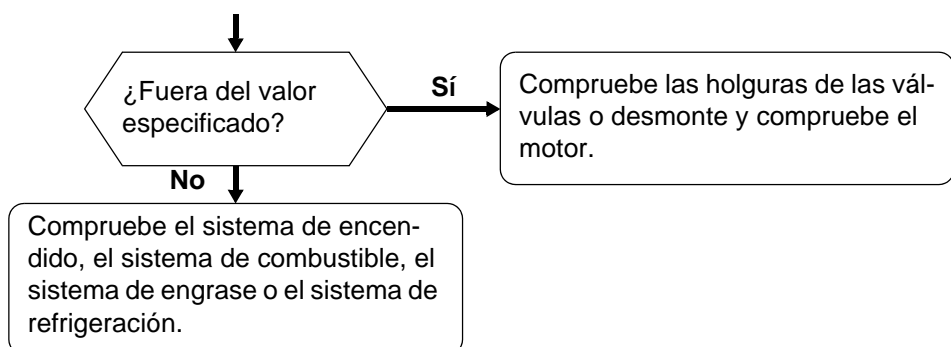 ¿Fuera del valor
especificado?
Sí
Compruebe las holguras de las vál-
vulas o desmonte y compruebe el
motor.
No
Compruebe el sistema de encen-
dido, el sistema de combustible, el
sistema de engrase o el sistema de
refrigeración.